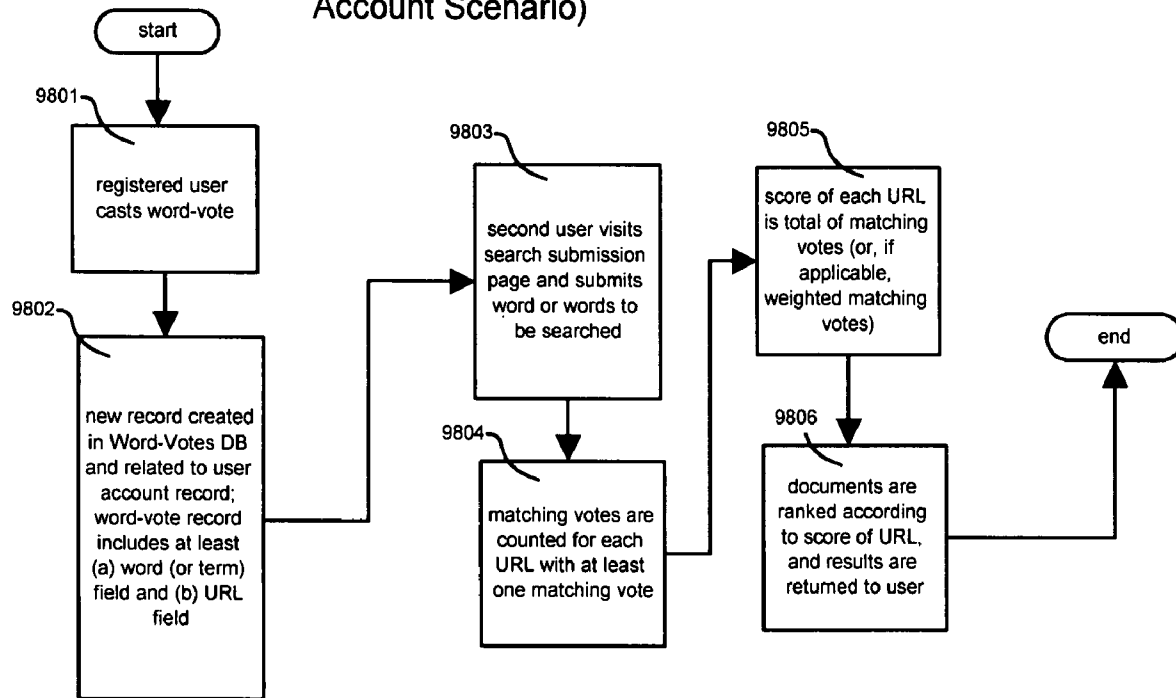 Account Scenario)
start
9801
registered user
casts word-vote
9802
new record created
in Word-Votes DB
and related to user
account record;
word-vote record
includes at least
(a) word (or term)
field and (b) URL
field
9803
second user visits
search submission
page and submits
word or words to
be searched
9804
matching votes are
counted for each
URL with at least
one matching vote
9805
score of each URL
is total of matching
votes (or, if
applicable,
weighted matching
votes)
9806
documents are
ranked according
to score of URL,
and results are
returned to user
end